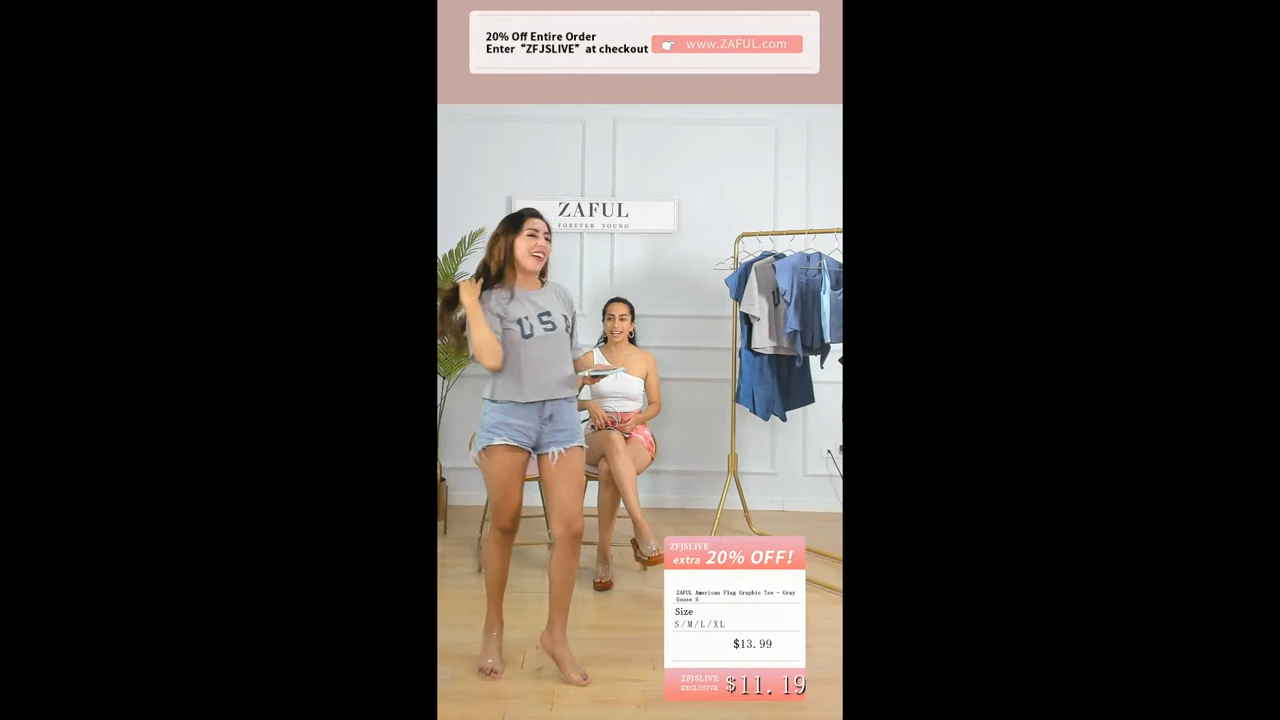 20% Off Entire Order
Enter “ZFJSLIVE” at checkout
www.ZAFUL.com
ZAFUL
FOREVER YOUNG
USA
U
ZFJSLIVE
extra 20% OFF!
ZAFUL American Flag Graphic Tee - Gray
Goose S
Size
S/M/L/XL
$13.99
ZFJSLIVE
EXCLUSIVE
$11.19